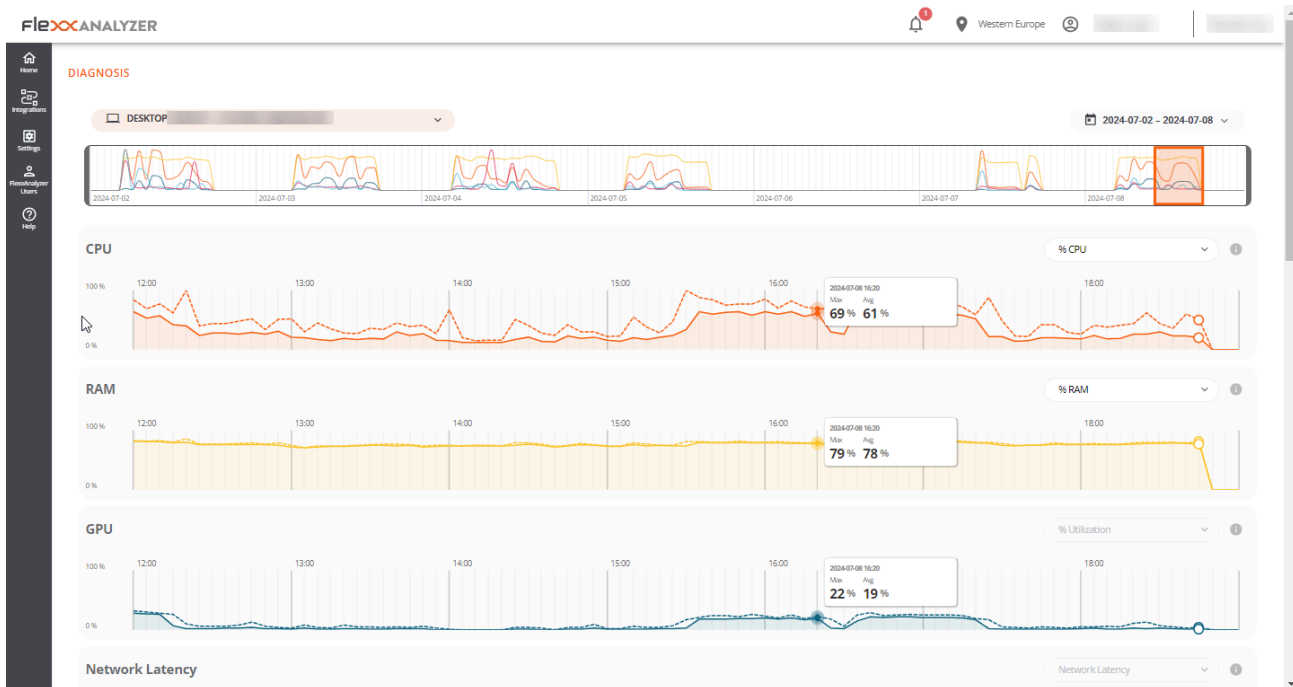 FlexxANALYZER
1
Western Europe
Home
Integrations
Settings
FlexxAnalyzer
Users
Help
DIAGNOSIS
DESKTOP
2024-07-02 - 2024-07-08
2024-07-02
2024-07-03
2024-07-04
2024-07-05
2024-07-06
2024-07-07
2024-07-08
CPU
% CPU
100 %
12:00
13:00
14:00
15:00
16:00
18:00
2024-07-08 16:20
Max Avg
69 % 61 %
0 %
RAM
% RAM
100 %
12:00
13:00
14:00
15:00
16:00
18:00
2024-07-08 16:20
Max Avg
79 % 78 %
0 %
GPU
% Utilization
100 %
12:00
13:00
14:00
15:00
16:00
18:00
2024-07-08 16:20
Max Avg
22 % 19 %
0 %
Network Latency
Network Latency